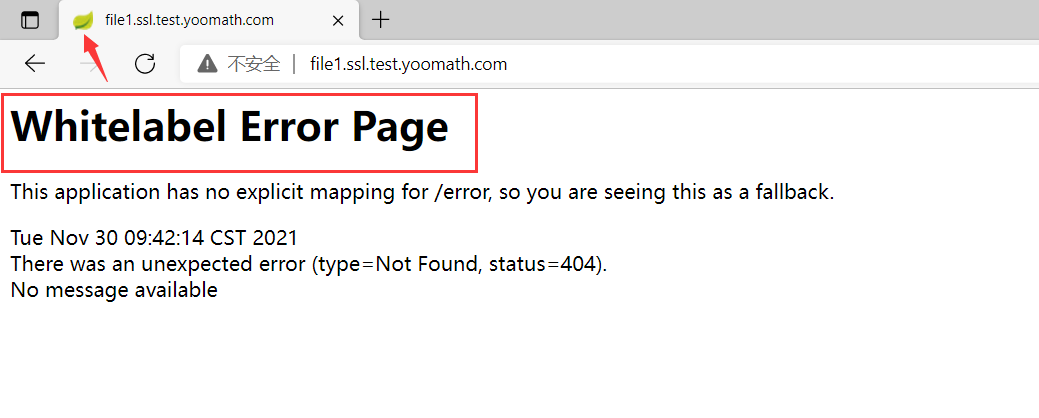 file1.ssl.test.yoomath.com
不安全 | file1.ssl.test.yoomath.com
Whitelabel Error Page
This application has no explicit mapping for /error, so you are seeing this as a fallback.
Tue Nov 30 09:42:14 CST 2021
There was an unexpected error (type=Not Found, status=404).
No message available